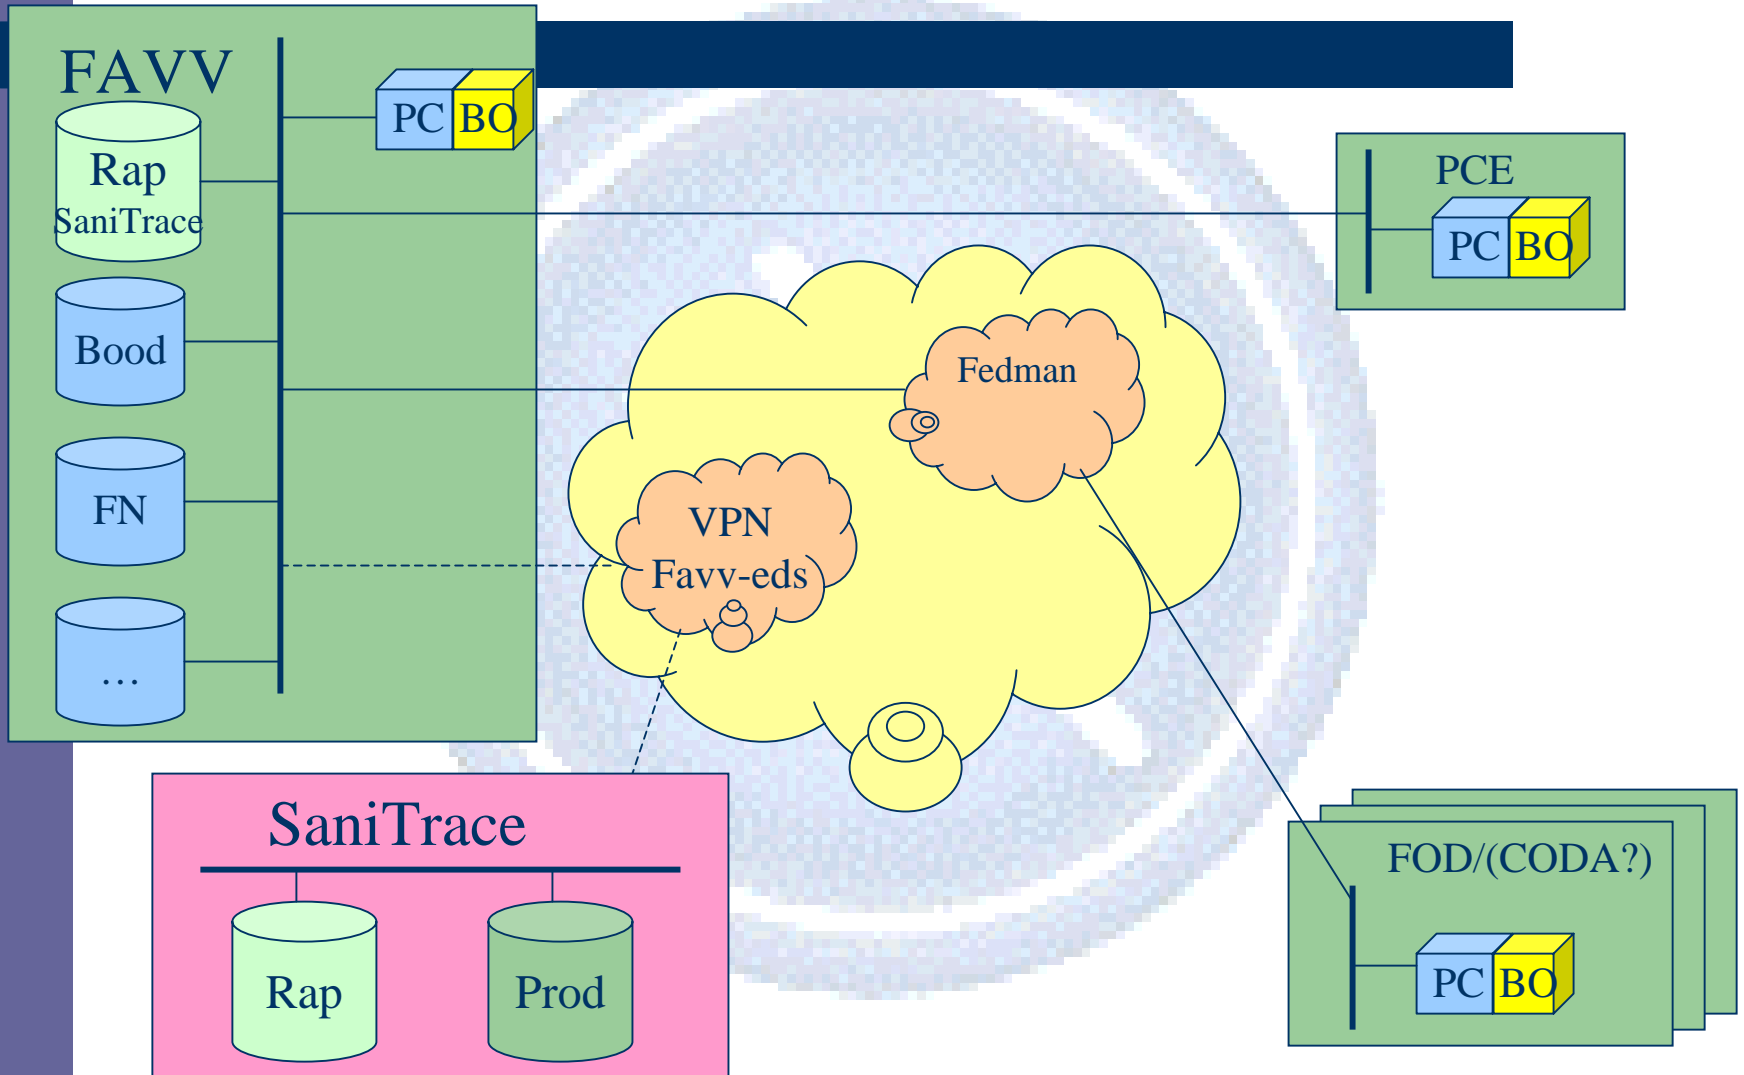 FAVV
PC BO
Rap
SaniTrace
Bood
FN
…
PCE
PC BO
Fedman
VPN
Favv-eds
SaniTrace
Rap
Prod
FOD/(CODA?)
PC BO